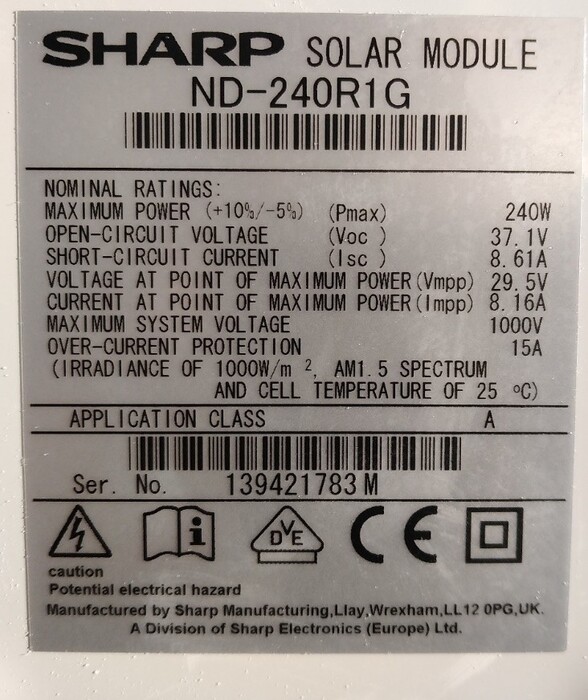 SHARP SOLAR MODULE
ND-240R1G
NOMINAL RATINGS:
MAXIMUM POWER (+10%/-5%) (Pmax) 240W
OPEN-CIRCUIT VOLTAGE (Voc ) 37.1V
SHORT-CIRCUIT CURRENT (Isc ) 8.61A
VOLTAGE AT POINT OF MAXIMUM POWER(Vmpp) 29.5V
CURRENT AT POINT OF MAXIMUM POWER(Impp) 8.16A
MAXIMUM SYSTEM VOLTAGE 1000V
OVER-CURRENT PROTECTION 15A
(IRRADIANCE OF 1000W/m ², AM1.5 SPECTRUM
AND CELL TEMPERATURE OF 25 ºC)
APPLICATION CLASS A
Ser. No. 139421783 M
i DVE CE
caution
Potential electrical hazard
Manufactured by Sharp Manufacturing,Llay,Wrexham,LL12 0PG,UK.
A Division of Sharp Electronics (Europe) Ltd.